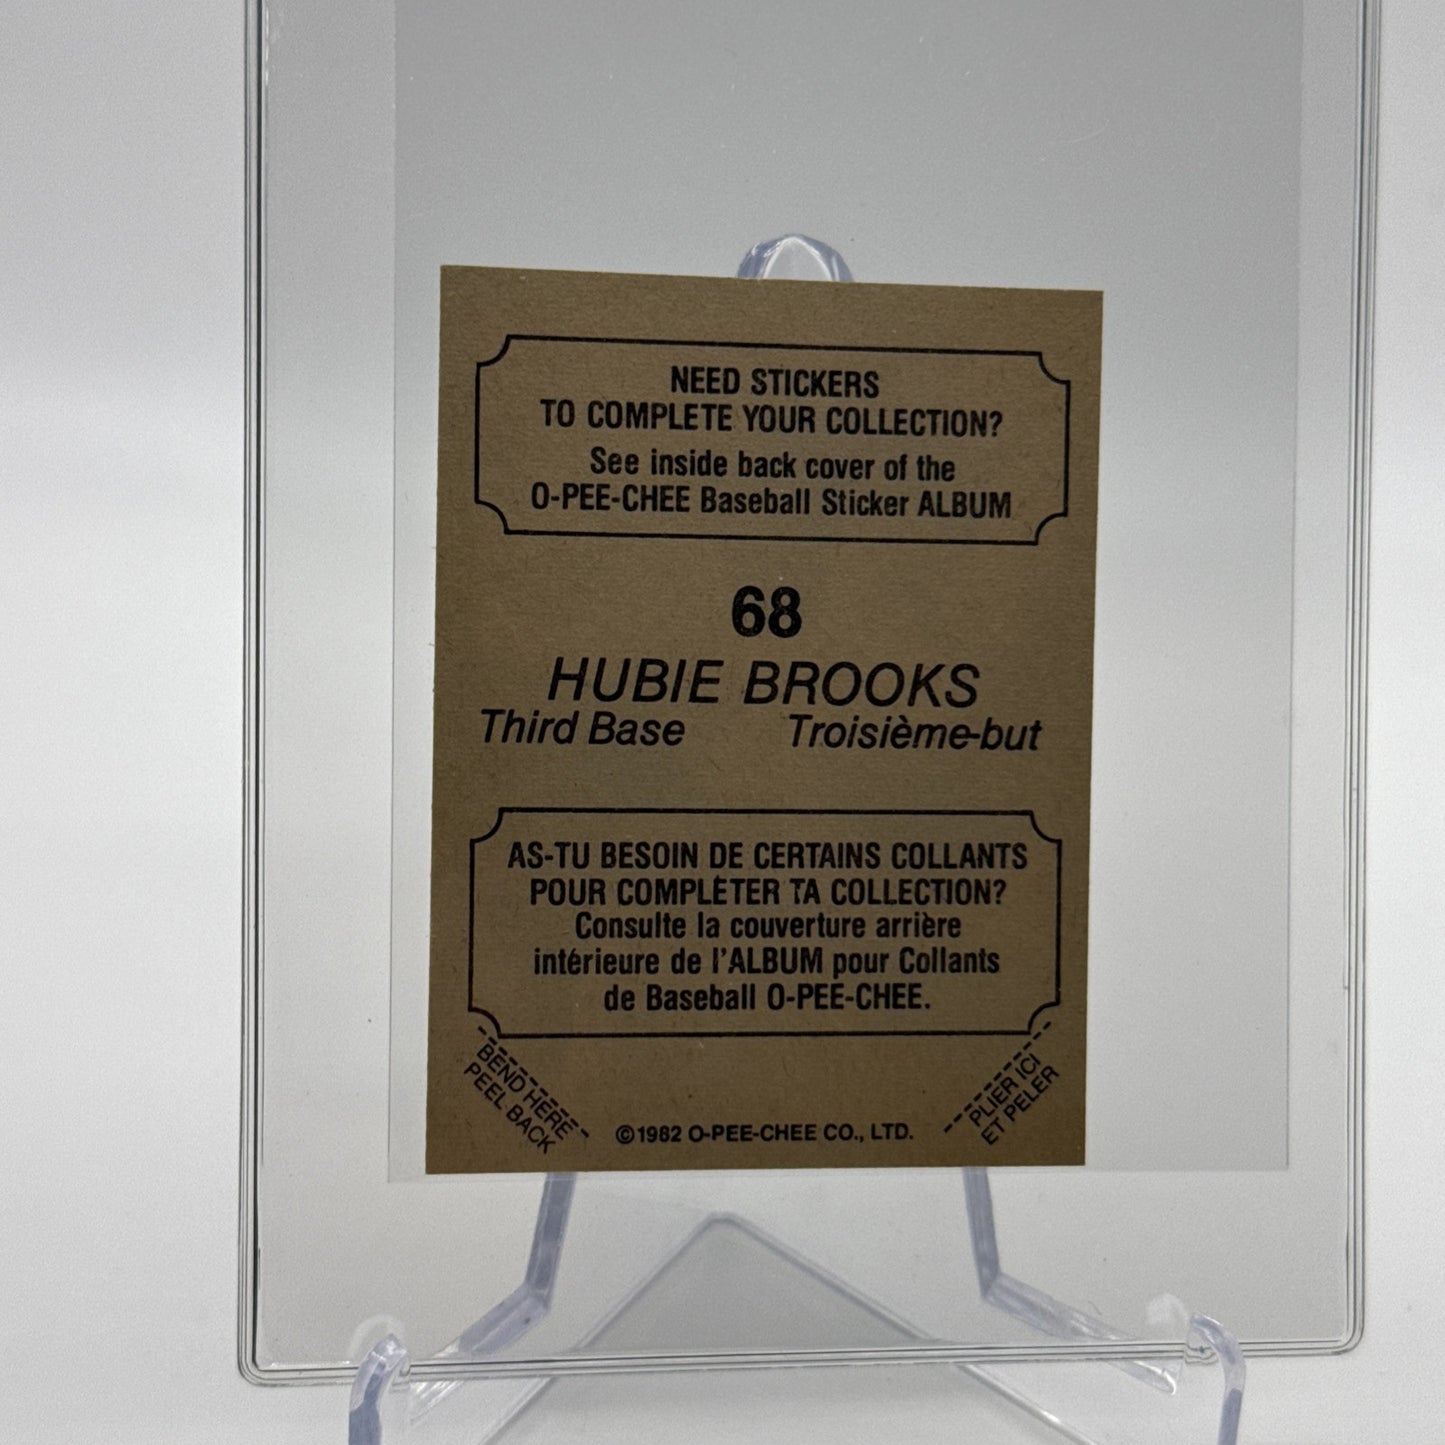 NEED STICKERS
TO COMPLETE YOUR COLLECTION?
See inside back cover of the
O-PEE-CHEE Baseball Sticker ALBUM
68
HUBIE BROOKS
Third Base Troisième-but
AS-TU BESOIN DE CERTAINS COLLANTS
POUR COMPLÉTER TA COLLECTION?
Consulte la couverture arrière
intérieure de l'ALBUM pour Collants
de Baseball O-PEE-CHEE.
BEND HERE
PEEL BACK
©1982 O-PEE-CHEE CO., LTD.
PLIER ICI
ET PELER